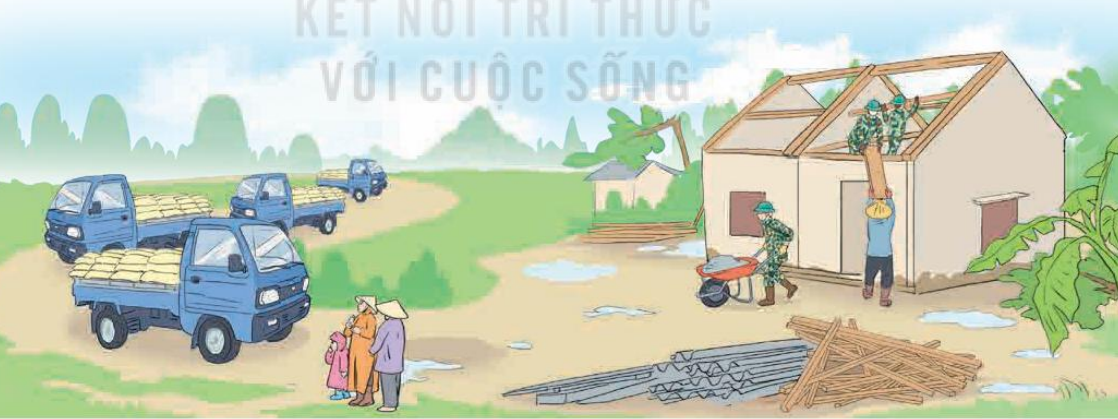 KẾT NỐI TRI THỨC
VỚI CUỘC SỐNG